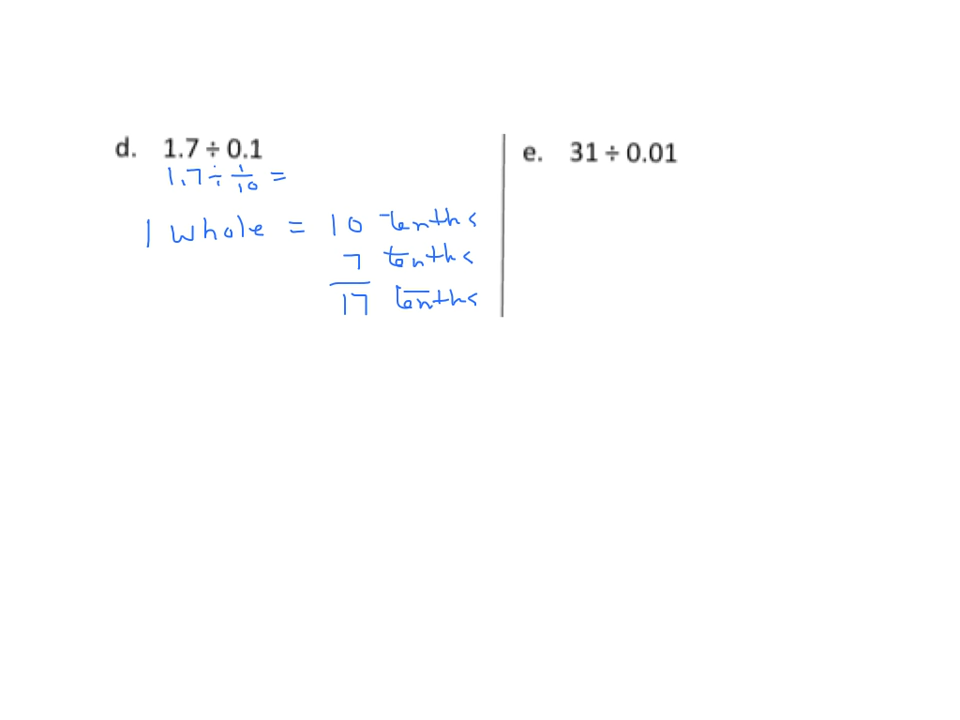 d. 1.7 ÷ 0.1
1.7 ÷ 1/10 =
1 whole = 10 tenths
7 tenths
17 tenths
e. 31 ÷ 0.01